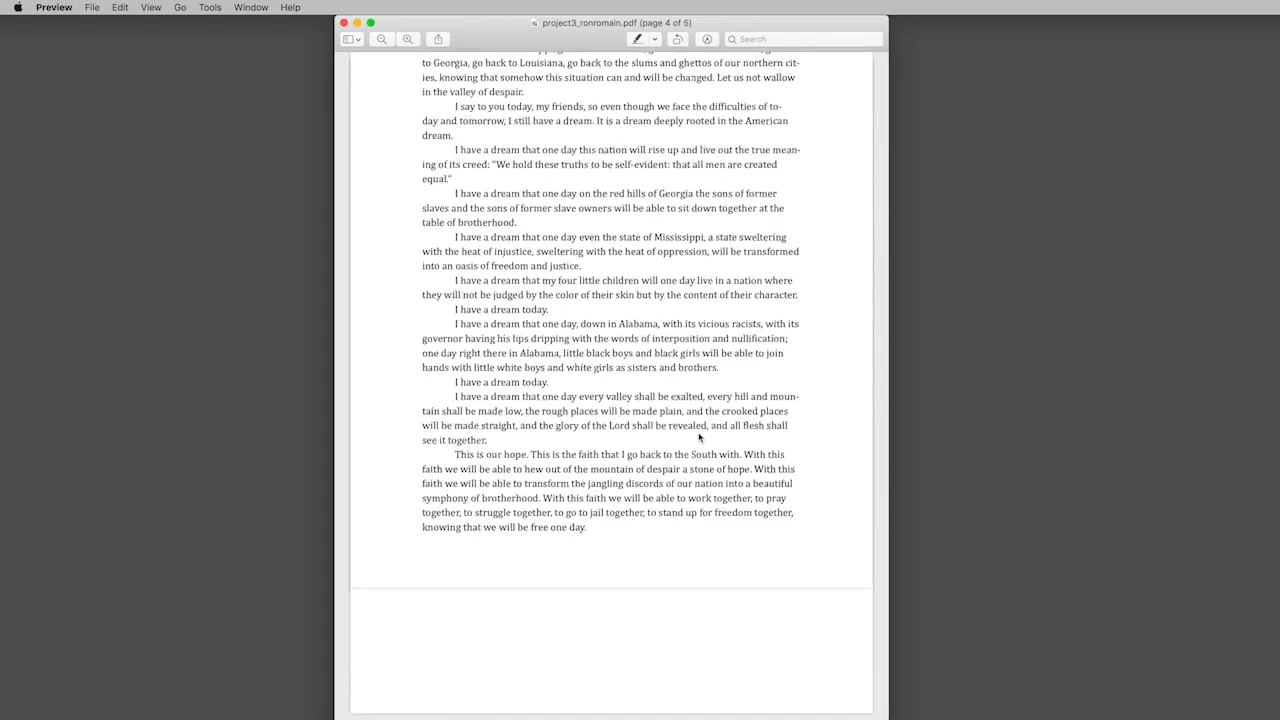 Preview File Edit View Go Tools Window Help
project3_ronromain.pdf (page 4 of 5)
Search
to Georgia, go back to Louisiana, go back to the slums and ghettos of our northern cit-
ies, knowing that somehow this situation can and will be changed. Let us not wallow
in the valley of despair.
I say to you today, my friends, so even though we face the difficulties of to-
day and tomorrow, I still have a dream. It is a dream deeply rooted in the American
dream.
I have a dream that one day this nation will rise up and live out the true mean-
ing of its creed: "We hold these truths to be self-evident: that all men are created
equal."
I have a dream that one day on the red hills of Georgia the sons of former
slaves and the sons of former slave owners will be able to sit down together at the
table of brotherhood.
I have a dream that one day even the state of Mississippi, a state sweltering
with the heat of injustice, sweltering with the heat of oppression, will be transformed
into an oasis of freedom and justice.
I have a dream that my four little children will one day live in a nation where
they will not be judged by the color of their skin but by the content of their character.
I have a dream today.
I have a dream that one day, down in Alabama, with its vicious racists, with its
governor having his lips dripping with the words of interposition and nullification;
one day right there in Alabama, little black boys and black girls will be able to join
hands with little white boys and white girls as sisters and brothers.
I have a dream today.
I have a dream that one day every valley shall be exalted, every hill and moun-
tain shall be made low, the rough places will be made plain, and the crooked places
will be made straight, and the glory of the Lord shall be revealed, and all flesh shall
see it together.
This is our hope. This is the faith that I go back to the South with. With this
faith we will be able to hew out of the mountain of despair a stone of hope. With this
faith we will be able to transform the jangling discords of our nation into a beautiful
symphony of brotherhood. With this faith we will be able to work together, to pray
together, to struggle together, to go to jail together, to stand up for freedom together,
knowing that we will be free one day.